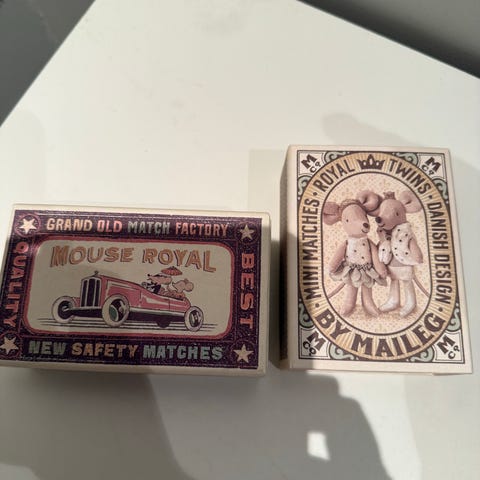 GRAND OLD MATCH FACTORY
QUALITY
MOUSE ROYAL
BEST
NEW SAFETY MATCHES
MINI MATCHES · ROYAL TWINS · DANISH DESIGN
BY MAILEG